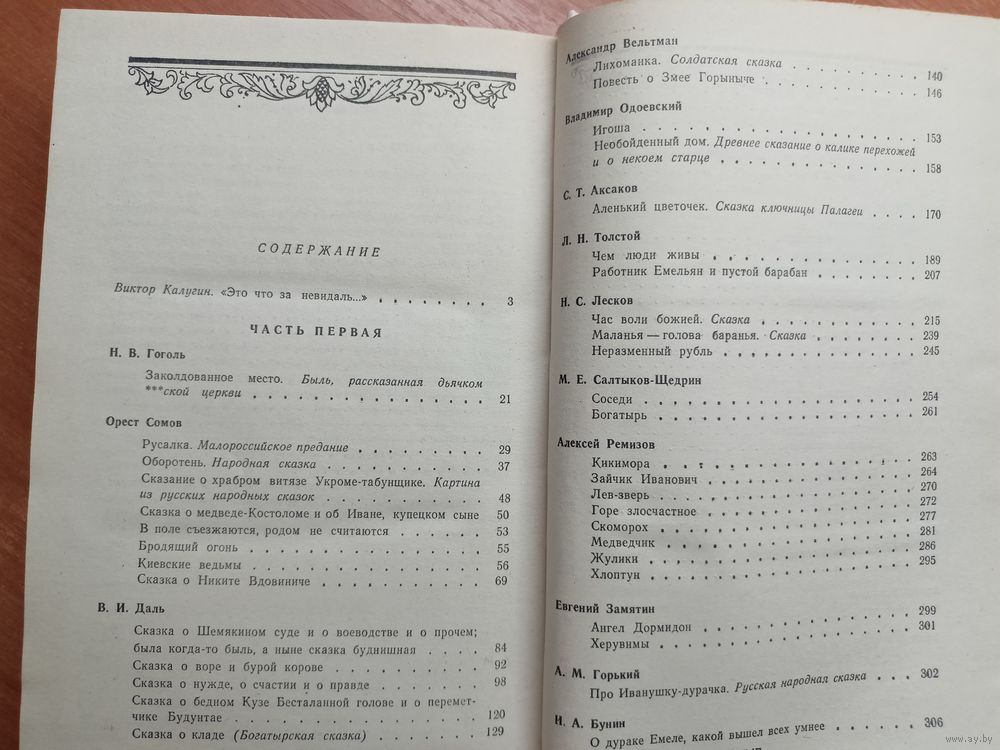 СОДЕРЖАНИЕ
Виктор Калугин. «Это что за невидаль...» . . . . . . . . 3
ЧАСТЬ ПЕРВАЯ
Н. В. Гоголь
Заколдованное место. Быль, рассказанная дьячком
***ской церкви . . . . . . . . . . . . . . 21
Орест Сомов
Русалка. Малороссийское предание . . . . . . . . 29
Оборотень. Народная сказка . . . . . . . . . . 37
Сказание о храбром витязе Укроме-табунщике. Картина
из русских народных сказок . . . . . . . . . . 48
Сказка о медведе-Костоломе и об Иване, купецком сыне 50
В поле съезжаются, родом не считаются . . . . . . 53
Бродящий огонь . . . . . . . . . . . . . . 55
Киевские ведьмы . . . . . . . . . . . . . . 56
Сказка о Никите Вдовиниче . . . . . . . . . . 69
В. И. Даль
Сказка о Шемякином суде и о воеводстве и о прочем;
была когда-то быль, а ныне сказка буднишная . . . . 84
Сказка о воре и бурой корове . . . . . . . . . . 92
Сказка о нужде, о счастии и о правде . . . . . . . 98
Сказка о бедном Кузе Бесталанной голове и о перемет-
чике Будунтае . . . . . . . . . . . . . . 120
Сказка о кладе (Богатырская сказка) . . . . . . . 129
Александр Вельтман
Лихоманка. Солдатская сказка . . . . . . . . . 140
Повесть о Змее Горыныче . . . . . . . . . . . 146
Владимир Одоевский
Игоша . . . . . . . . . . . . . . . . 153
Необойденный дом. Древнее сказание о калике перехожей
и о некоем старце . . . . . . . . . . . . . 158
С. Т. Аксаков
Аленький цветочек. Сказка ключницы Палагеи . . . . 170
Л. Н. Толстой
Чем люди живы . . . . . . . . . . . . . . 189
Работник Емельян и пустой барабан . . . . . . . . 207
Н. С. Лесков
Час воли божией. Сказка . . . . . . . . . . . 215
Маланья — голова баранья. Сказка . . . . . . . . 239
Неразменный рубль . . . . . . . . . . . . . 245
М. Е. Салтыков-Щедрин
Соседи . . . . . . . . . . . . . . . . 254
Богатырь . . . . . . . . . . . . . . . 261
Алексей Ремизов
Кикимора . . . . . . . . . . . . . . . 263
Зайчик Иванович . . . . . . . . . . . . . 264
Лев-зверь . . . . . . . . . . . . . . . 270
Горе злосчастное . . . . . . . . . . . . . 272
Скоморох . . . . . . . . . . . . . . . 277
Медведчик . . . . . . . . . . . . . . . 281
Жулики . . . . . . . . . . . . . . . . 286
Хлоптун . . . . . . . . . . . . . . . . 295
Евгений Замятин
Ангел Дормидон . . . . . . . . . . . . . . 299
Херувимы . . . . . . . . . . . . . . . 301
А. М. Горький
Про Иванушку-дурачка. Русская народная сказка . . . 302
И. А. Бунин
О дураке Емеле, какой вышел всех умнее . . . . . . 306
www.ay.by